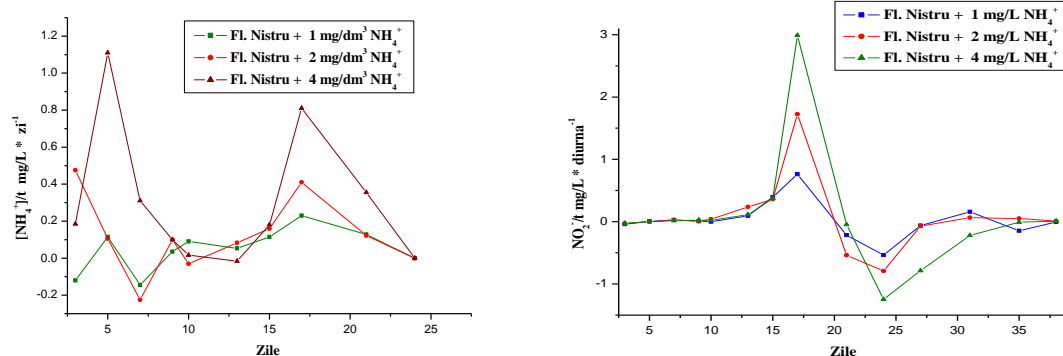 Fl. Nistru + 1 mg/dm³ NH₄⁺
Fl. Nistru + 2 mg/dm³ NH₄⁺
Fl. Nistru + 4 mg/dm³ NH₄⁺
[NH₄⁺]/t mg/L * zi⁻¹
1.2
1.0
0.8
0.6
0.4
0.2
0.0
-0.2
5
10
15
20
25
Zile
Fl. Nistru + 1 mg/L NH₄⁺
Fl. Nistru + 2 mg/L NH₄⁺
Fl. Nistru + 4 mg/L NH₄⁺
NO₂⁻/t mg/L * diurna⁻¹
3
2
1
0
-1
5
10
15
20
25
30
35
Zile